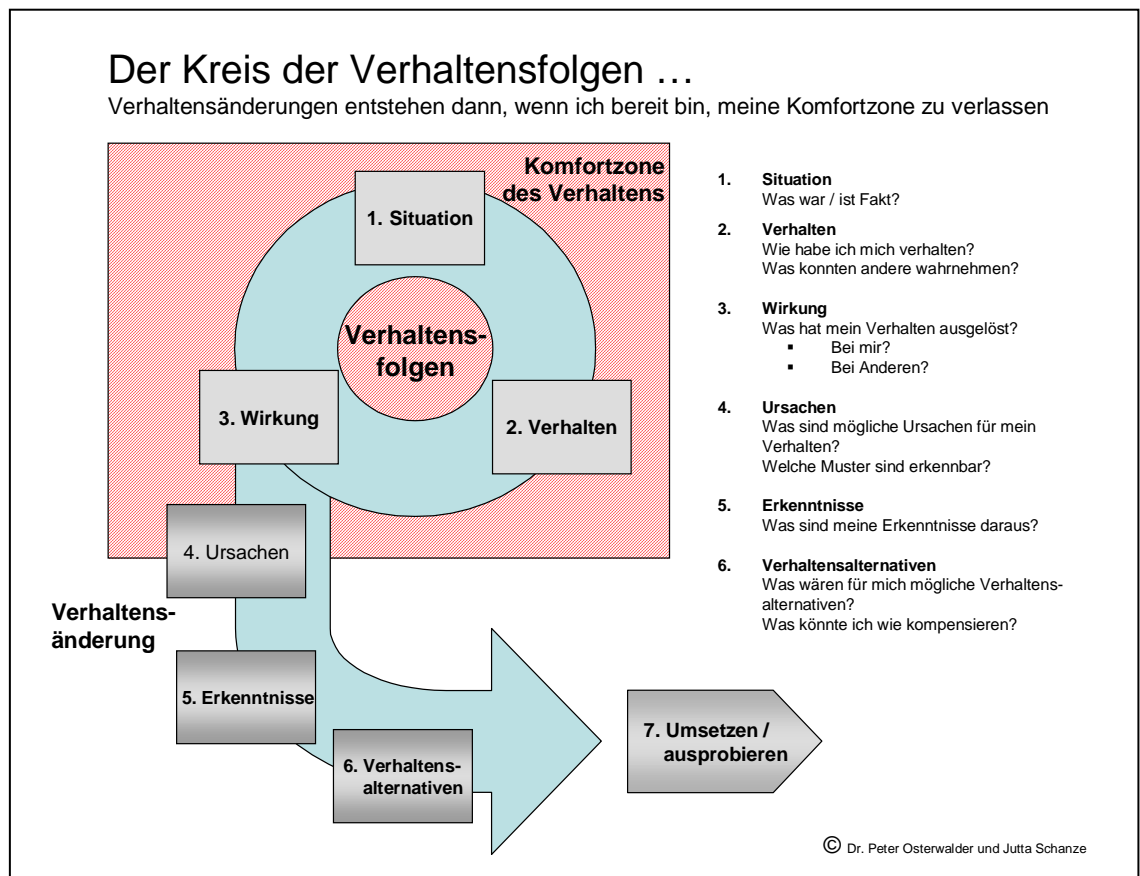 Der Kreis der Verhaltensfolgen …
Verhaltensänderungen entstehen dann, wenn ich bereit bin, meine Komfortzone zu verlassen
Komfortzone
des Verhaltens
1. Situation
Verhaltens-
folgen
3. Wirkung
2. Verhalten
4. Ursachen
Verhaltens-
änderung
5. Erkenntnisse
6. Verhaltens-
alternativen
7. Umsetzen /
ausprobieren
1. Situation
Was war / ist Fakt?
2. Verhalten
Wie habe ich mich verhalten?
Was konnten andere wahrnehmen?
3. Wirkung
Was hat mein Verhalten ausgelöst?
▪ Bei mir?
▪ Bei Anderen?
4. Ursachen
Was sind mögliche Ursachen für mein
Verhalten?
Welche Muster sind erkennbar?
5. Erkenntnisse
Was sind meine Erkenntnisse daraus?
6. Verhaltensalternativen
Was wären für mich mögliche Verhaltens-
alternativen?
Was könnte ich wie kompensieren?
© Dr. Peter Osterwalder und Jutta Schanze